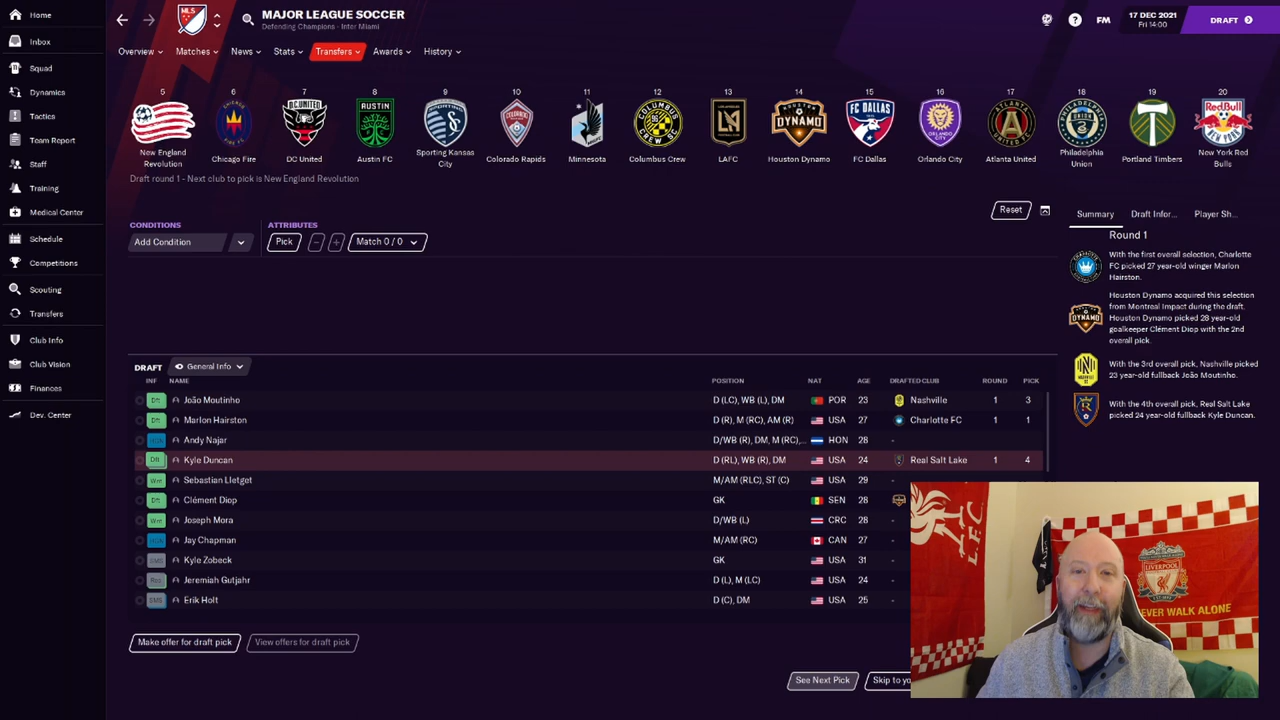 Home
Inbox
Squad
Dynamics
Tactics
Team Report
Staff
Training
Medical Center
Schedule
Competitions
Scouting
Transfers
Club Info
Club Vision
Finances
Dev. Center
MLS
MAJOR LEAGUE SOCCER
Defending Champions - Inter Miami
FM
17 DEC 2021
Fri 14:00
DRAFT
Overview
Matches
News
Stats
Transfers
Awards
History
5 6 7 8 9 10 11 12 13 14 15 16 17 18 19 20
New England Revolution
Chicago Fire
DC United
Austin FC
Sporting Kansas City
Colorado Rapids
Minnesota
Columbus Crew
LAFC
Houston Dynamo
FC Dallas
Orlando City
Atlanta United
Philadelphia Union
Portland Timbers
New York Red Bulls
Draft round 1 - Next club to pick is New England Revolution
Reset
CONDITIONS
Add Condition
ATTRIBUTES
Pick
Match 0 / 0
Summary
Draft Infor...
Player Sh...
Round 1
With the first overall selection, Charlotte
FC picked 27 year-old winger Marlon
Hairston.
Houston Dynamo acquired this selection
from Montreal Impact during the draft.
Houston Dynamo picked 28 year-old
goalkeeper Clément Diop with the 2nd
overall pick.
With the 3rd overall pick, Nashville picked
23 year-old fullback João Moutinho.
With the 4th overall pick, Real Salt Lake
picked 24 year-old fullback Kyle Duncan.
DRAFT
General Info
INF NAME POSITION NAT AGE DRAFTED CLUB ROUND PICK
Dft João Moutinho D (LC), WB (L), DM POR 23 Nashville 1 3
Dft Marlon Hairston D (R), M (RC), AM (R) USA 27 Charlotte FC 1 1
Andy Najar D/WB (R), DM, M (RC),... HON 28 -
Dft Kyle Duncan D (RL), WB (R), DM USA 24 Real Salt Lake 1 4
Wnt Sebastian Lletget M/AM (RLC), ST (C) USA 29 -
Dft Clément Diop GK SEN 28
Wnt Joseph Mora D/WB (L) CRC 28 -
Jay Chapman M/AM (RC) CAN 27 -
Kyle Zobeck GK USA 31 -
Jeremiah Gutjahr D (L), M (LC) USA 24 -
Erik Holt D (C), DM USA 25 -
Make offer for draft pick
View offers for draft pick
See Next Pick
Skip to yo
L.F.C.
LIVERPOOL
EVER WALK ALONE